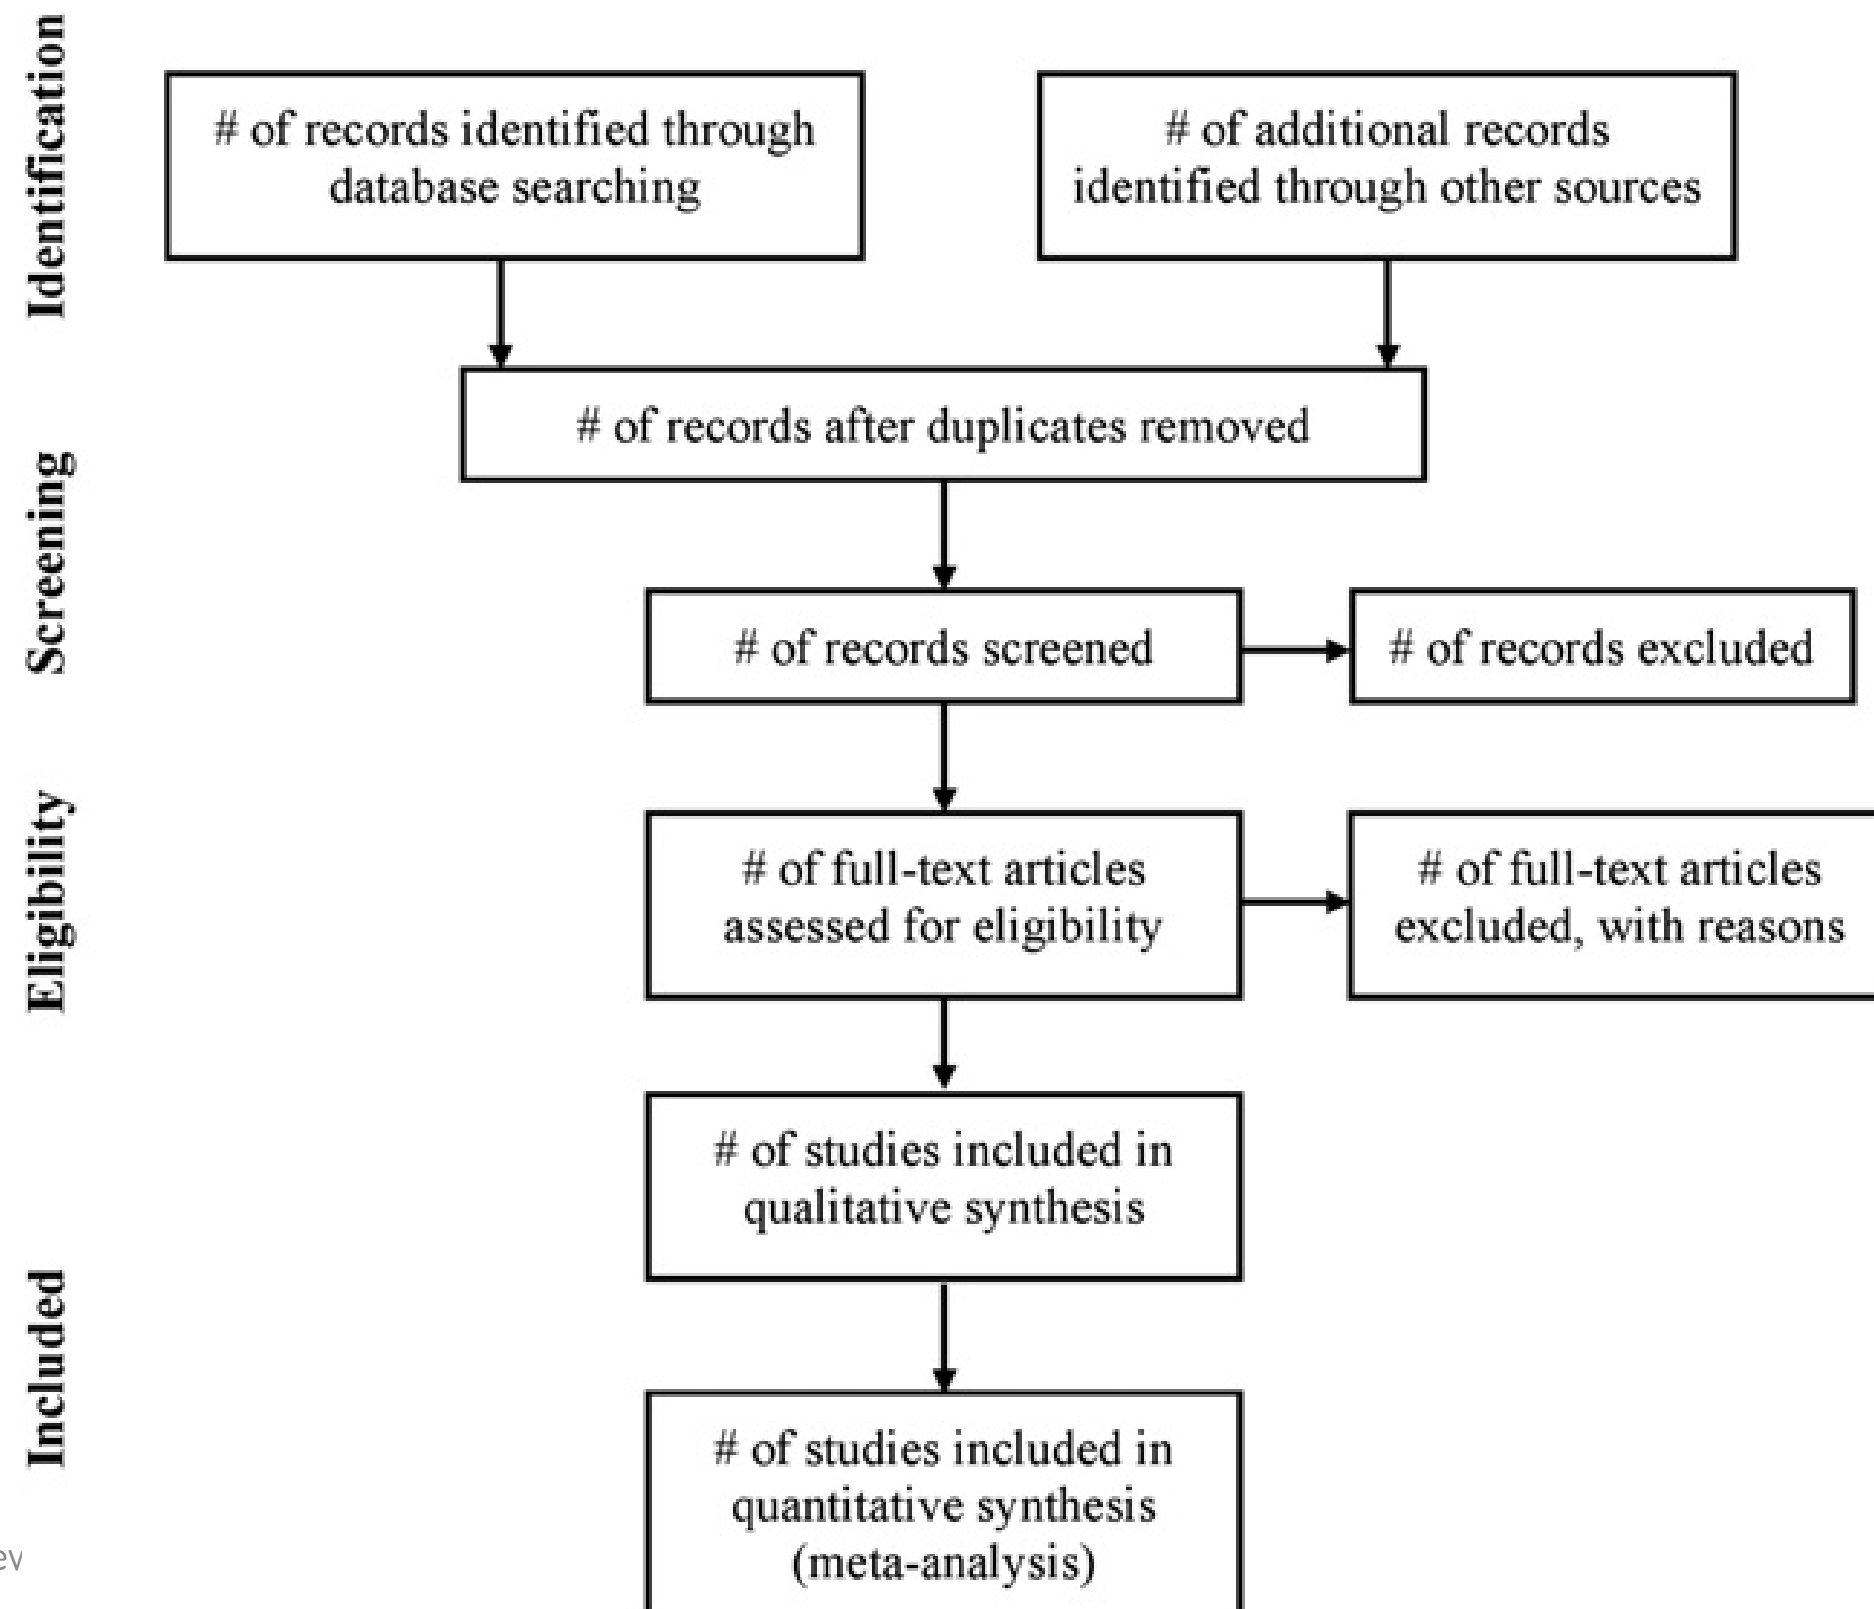 Identification
# of records identified through
database searching
# of additional records
identified through other sources
Screening
# of records after duplicates removed
# of records screened
# of records excluded
Eligibility
# of full-text articles
assessed for eligibility
# of full-text articles
excluded, with reasons
Included
# of studies included in
qualitative synthesis
# of studies included in
quantitative synthesis
(meta-analysis)